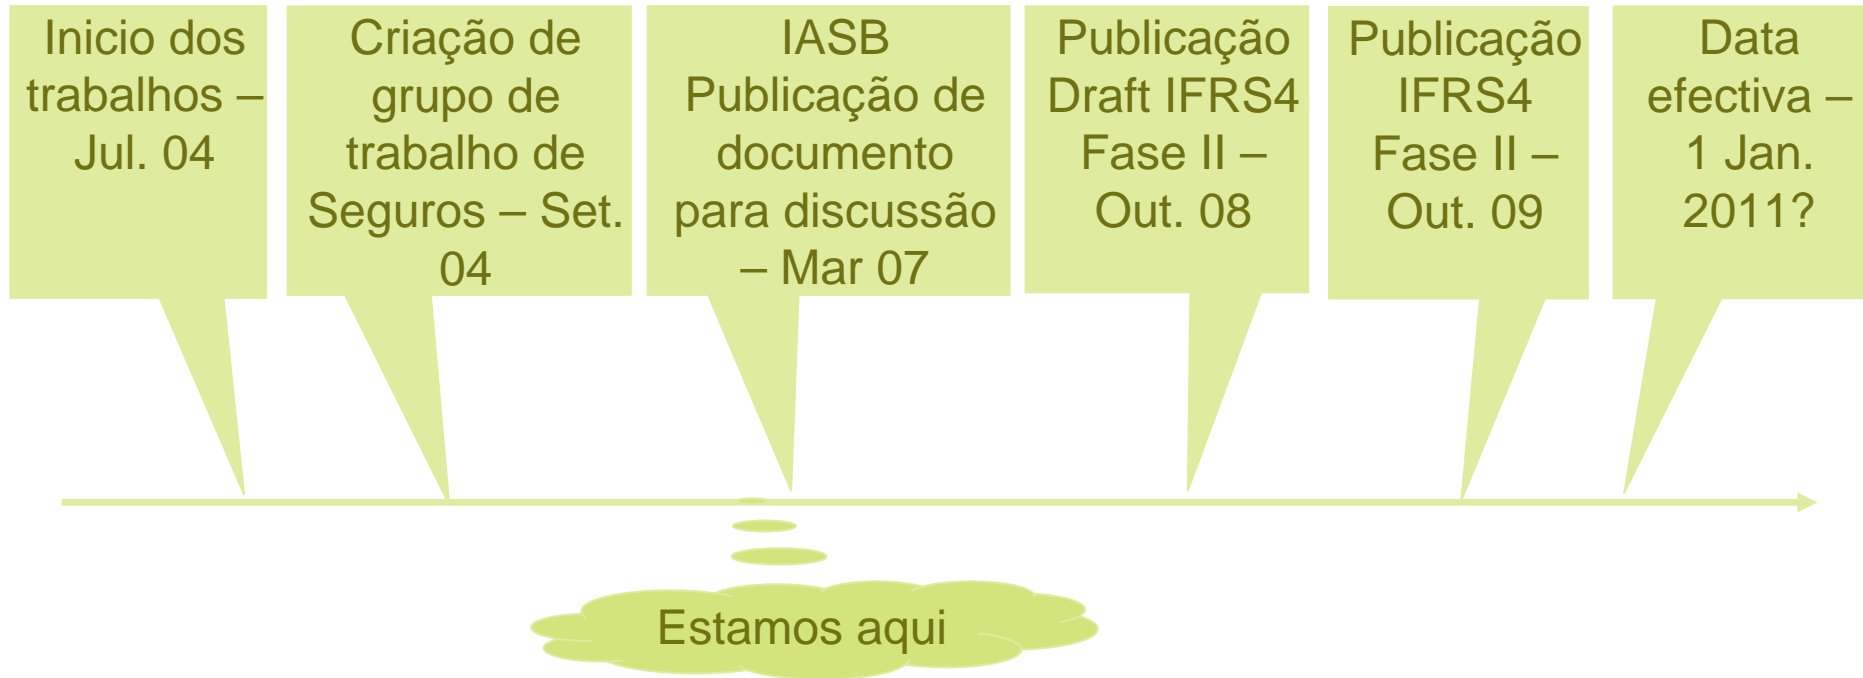 Inicio dos
trabalhos –
Jul. 04
Criação de
grupo de
trabalho de
Seguros – Set.
04
IASB
Publicação de
documento
para discussão
– Mar 07
Publicação
Draft IFRS4
Fase II –
Out. 08
Publicação
IFRS4
Fase II –
Out. 09
Data
efectiva –
1 Jan.
2011?
Estamos aqui